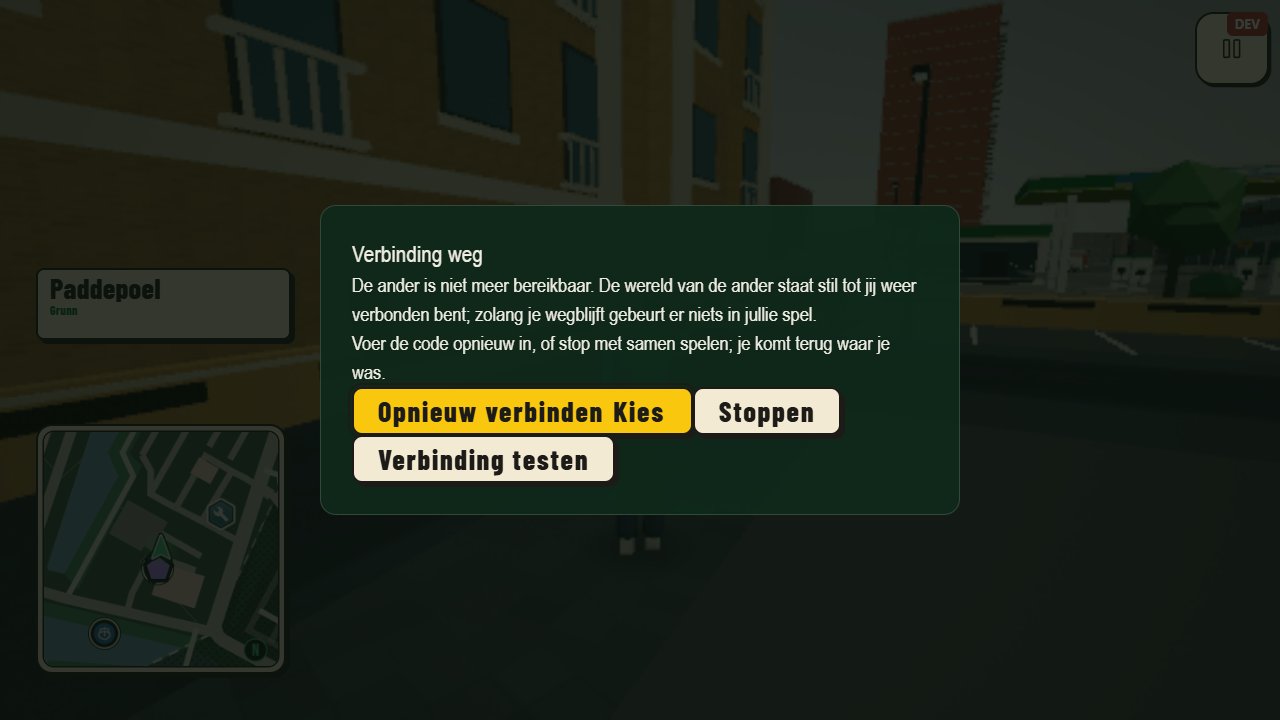 DEV
Verbinding weg
De ander is niet meer bereikbaar. De wereld van de ander staat stil tot jij weer
verbonden bent; zolang je wegblijft gebeurt er niets in jullie spel.
Voer de code opnieuw in, of stop met samen spelen; je komt terug waar je
was.
Opnieuw verbinden Kies
Stoppen
Verbinding testen
Paddepoel
Grunn
N